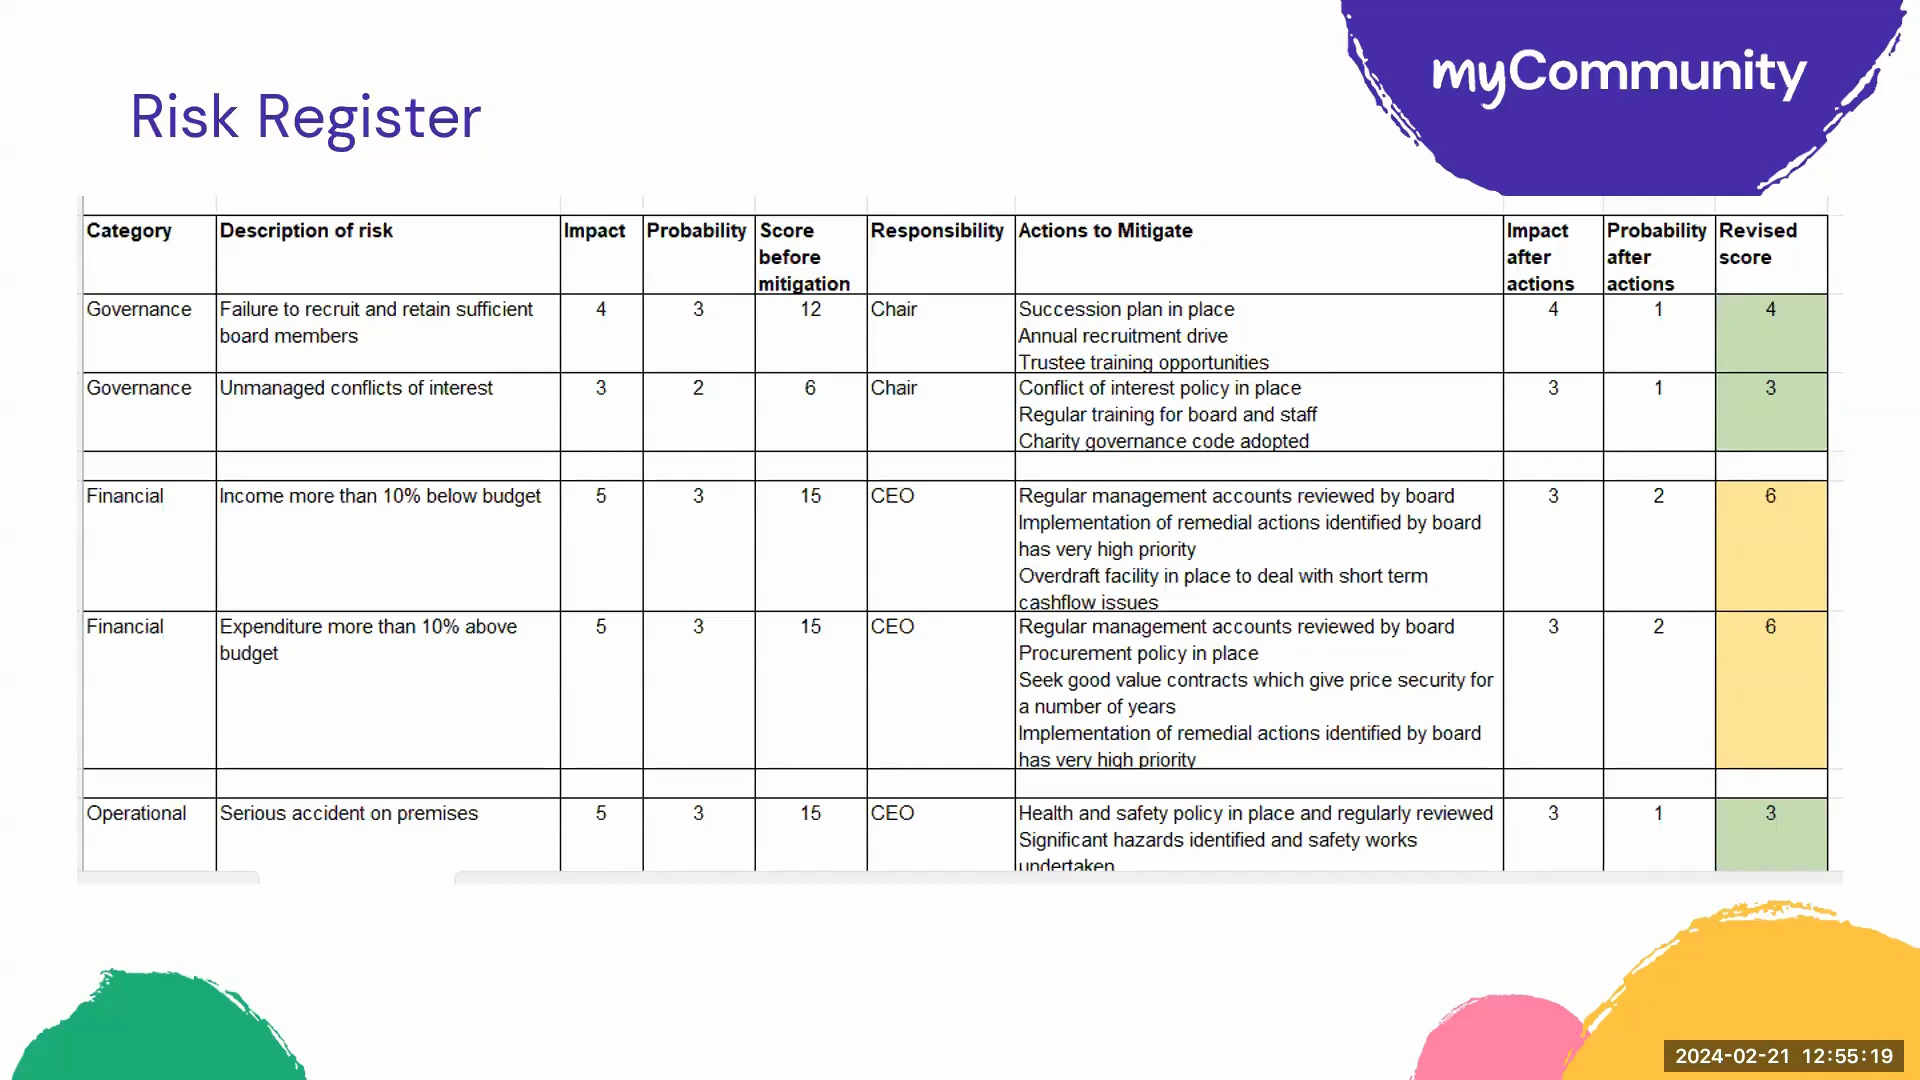 myCommunity
Risk Register
Category Description of risk Impact Probability Score before mitigation Responsibility Actions to Mitigate Impact after actions Probability after actions Revised score
Governance Failure to recruit and retain sufficient board members 4 3 12 Chair Succession plan in place 4 1 4
Annual recruitment drive
Trustee training opportunities
Governance Unmanaged conflicts of interest 3 2 6 Chair Conflict of interest policy in place 3 1 3
Regular training for board and staff
Charity governance code adopted
Financial Income more than 10% below budget 5 3 15 CEO Regular management accounts reviewed by board 3 2 6
Implementation of remedial actions identified by board
has very high priority
Overdraft facility in place to deal with short term
cashflow issues
Financial Expenditure more than 10% above budget 5 3 15 CEO Regular management accounts reviewed by board 3 2 6
Procurement policy in place
Seek good value contracts which give price security for
a number of years
Implementation of remedial actions identified by board
has very high priority
Operational Serious accident on premises 5 3 15 CEO Health and safety policy in place and regularly reviewed 3 1 3
Significant hazards identified and safety works
undertaken
2024-02-21 12:55:19